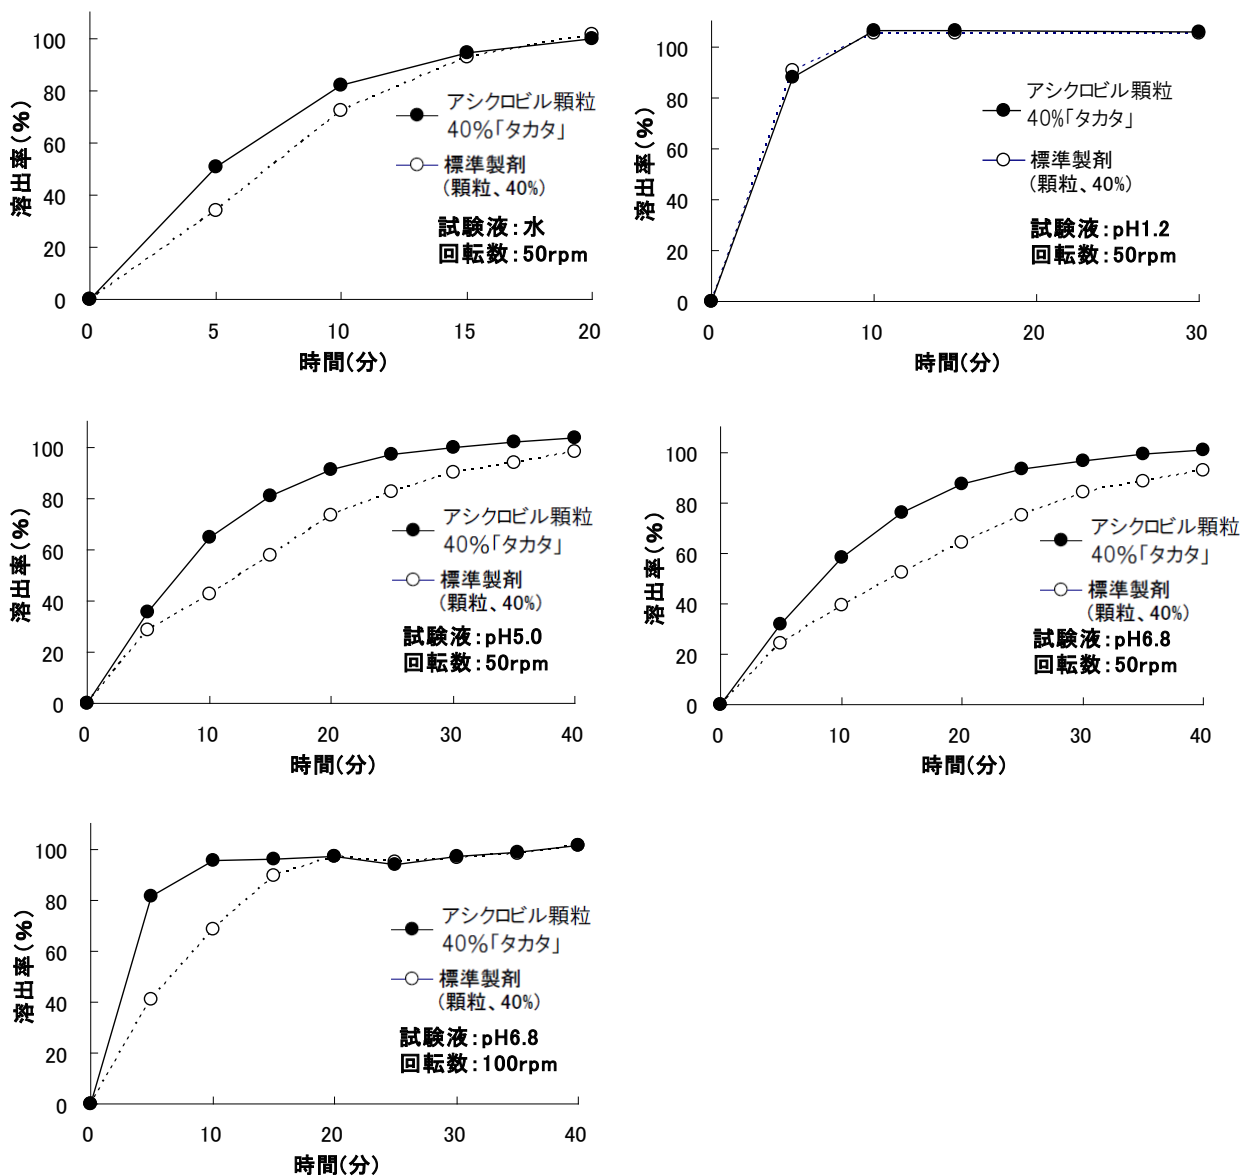 100
80
60
40
20
0
溶出率(%)
アシクロビル顆粒
40%「タカタ」
標準製剤
(顆粒、40%)
試験液:水
回転数:50rpm
0 5 10 15 20
時間(分)
100
80
60
40
20
0
溶出率(%)
アシクロビル顆粒
40%「タカタ」
標準製剤
(顆粒、40%)
試験液:pH1.2
回転数:50rpm
0 10 20 30
時間(分)
100
80
60
40
20
0
溶出率(%)
アシクロビル顆粒
40%「タカタ」
標準製剤
(顆粒、40%)
試験液:pH5.0
回転数:50rpm
0 10 20 30 40
時間(分)
100
80
60
40
20
0
溶出率(%)
アシクロビル顆粒
40%「タカタ」
標準製剤
(顆粒、40%)
試験液:pH6.8
回転数:50rpm
0 10 20 30 40
時間(分)
100
80
60
40
20
0
溶出率(%)
アシクロビル顆粒
40%「タカタ」
標準製剤
(顆粒、40%)
試験液:pH6.8
回転数:100rpm
0 10 20 30 40
時間(分)